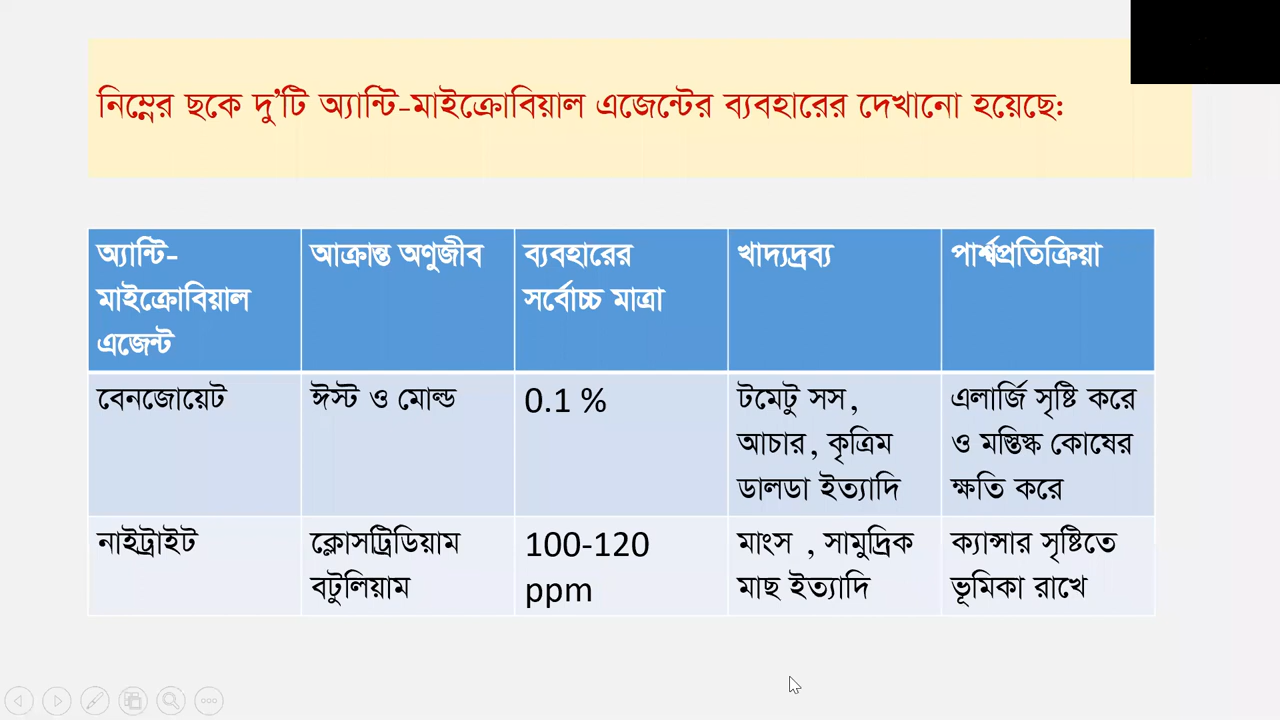 নিম্নের ছকে দু’টি অ্যান্টি-মাইক্রোবিয়াল এজেন্টের ব্যবহারের দেখানো হয়েছে:
অ্যান্টি-
মাইক্রোবিয়াল
এজেন্ট
আক্রান্ত অণুজীব
ব্যবহারের
সর্বোচ্চ মাত্রা
খাদ্যদ্রব্য
পার্শ্বপ্রতিক্রিয়া
বেনজোয়েট
ঈস্ট ও মোল্ড
0.1 %
টমেটু সস,
আচার, কৃত্রিম
ডালডা ইত্যাদি
এলার্জি সৃষ্টি করে
ও মস্তিস্ক কোষের
ক্ষতি করে
নাইট্রাইট
ক্লোসট্রিডিয়াম
বটুলিয়াম
100-120
ppm
মাংস , সামুদ্রিক
মাছ ইত্যাদি
ক্যান্সার সৃষ্টিতে
ভূমিকা রাখে